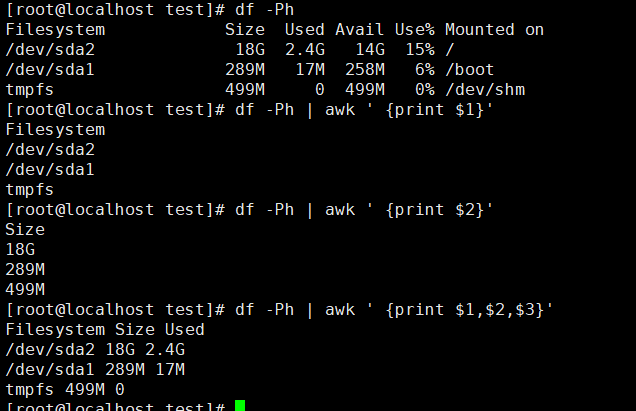 [root@localhost test]# df -Ph
Filesystem            Size  Used Avail Use% Mounted on
/dev/sda2              18G  2.4G   14G  15% /
/dev/sda1             289M   17M  258M   6% /boot
tmpfs                 499M     0  499M   0% /dev/shm
[root@localhost test]# df -Ph | awk ' {print $1}'
Filesystem
/dev/sda2
/dev/sda1
tmpfs
[root@localhost test]# df -Ph | awk ' {print $2}'
Size
18G
289M
499M
[root@localhost test]# df -Ph | awk ' {print $1,$2,$3}'
Filesystem Size Used
/dev/sda2 18G 2.4G
/dev/sda1 289M 17M
tmpfs 499M 0
[root@localhost test]#